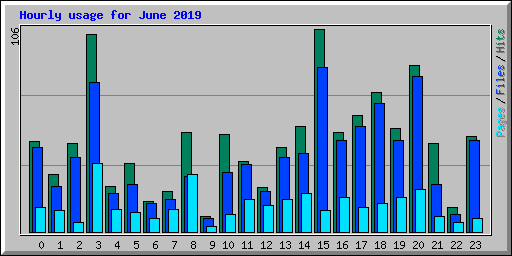 Hourly usage for June 2019
106
Pages/Files/Hits
0 1 2 3 4 5 6 7 8 9 10 11 12 13 14 15 16 17 18 19 20 21 22 23